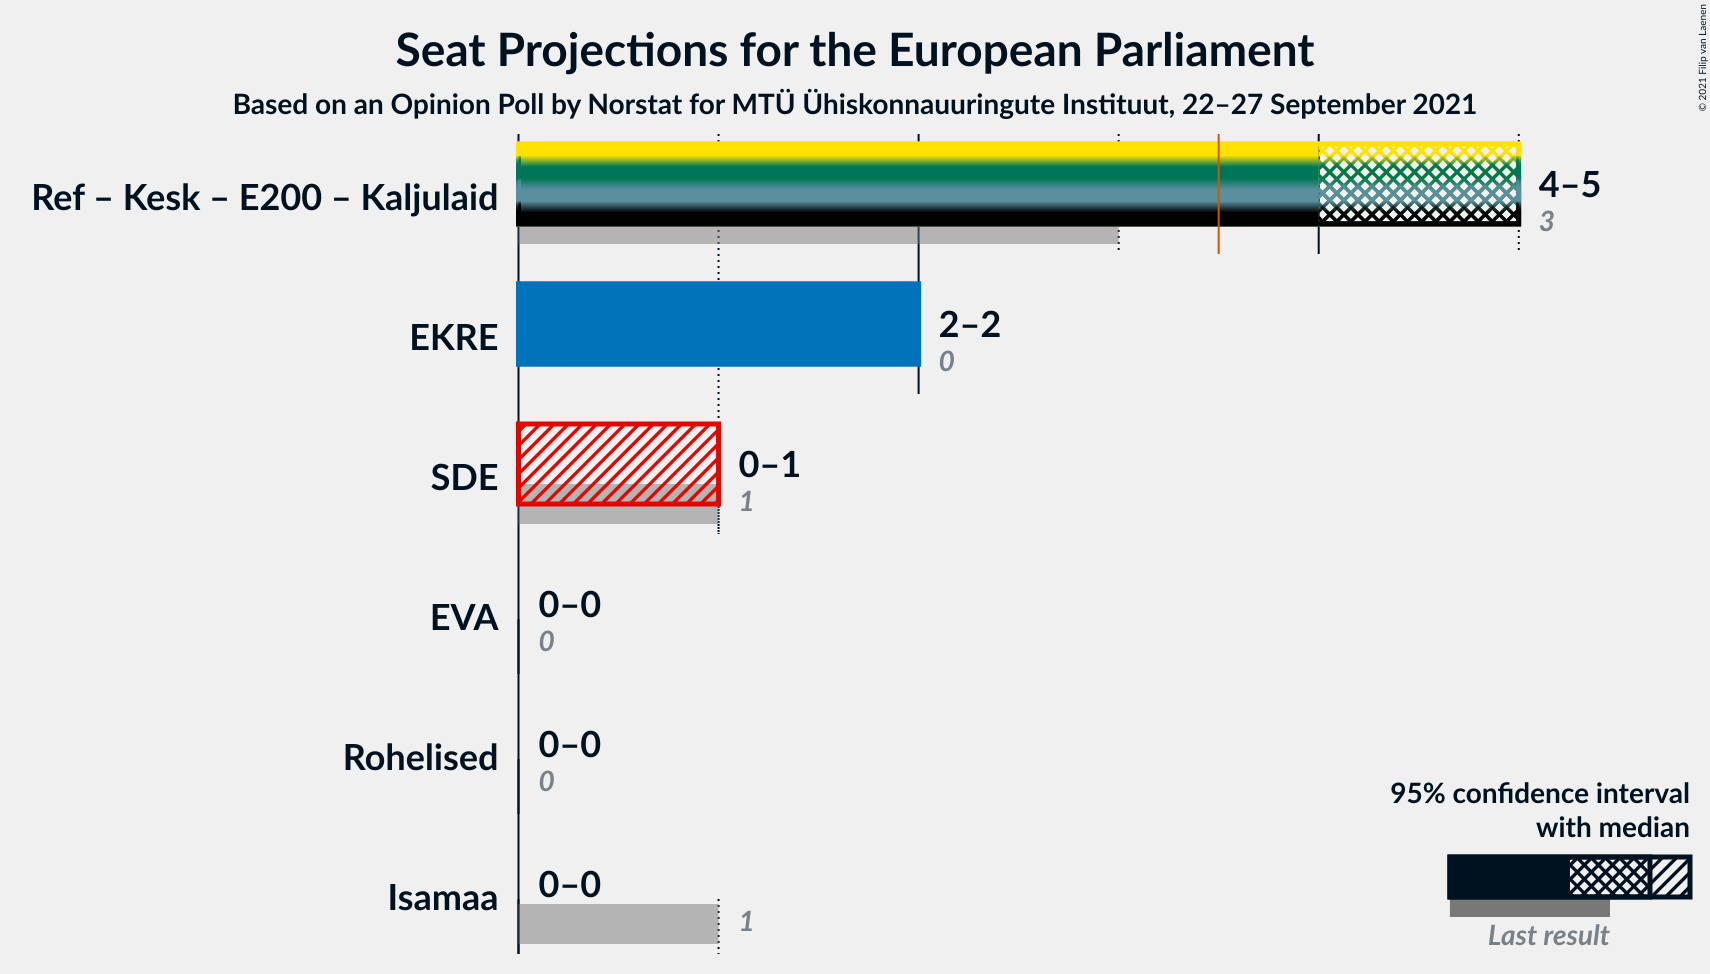 Seat Projections for the European Parliament
Based on an Opinion Poll by Norstat for MTÜ Ühiskonnauuringute Instituut, 22–27 September 2021
© 2021 Filip van Laenen
Ref – Kesk – E200 – Kaljulaid
4–5
3
EKRE
2–2
0
SDE
0–1
1
EVA
0–0
0
Rohelised
0–0
0
Isamaa
0–0
1
95% confidence interval
with median
Last result